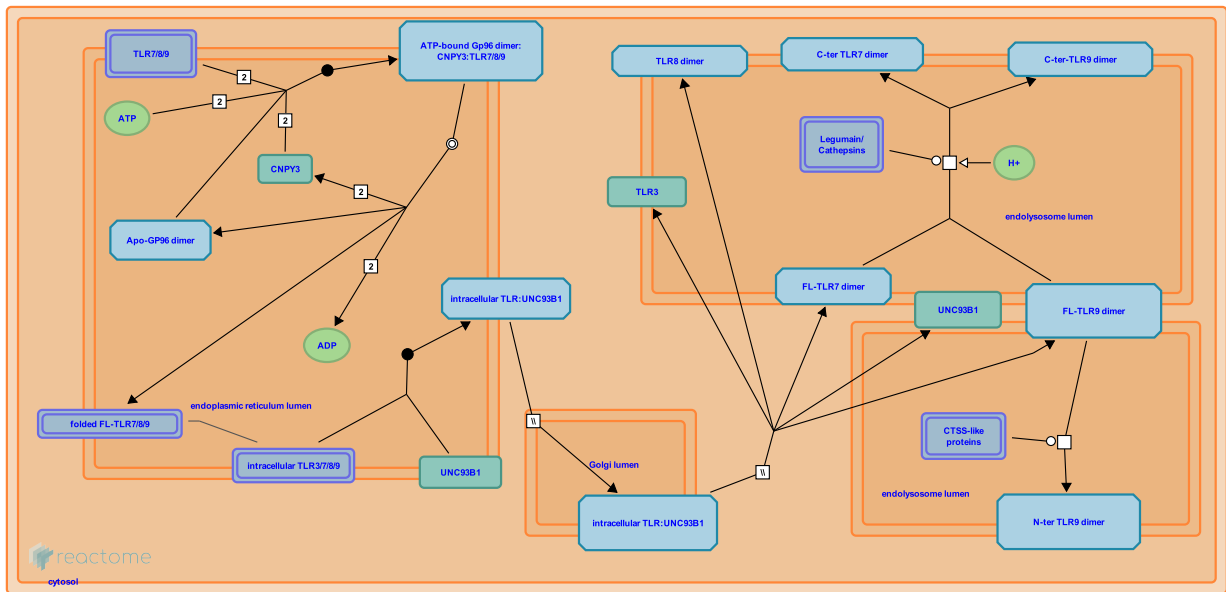 TLR7/8/9
ATP-bound Gp96 dimer:
CNPY3:TLR7/8/9
TLR8 dimer
C-ter TLR7 dimer
C-ter-TLR9 dimer
2
2
ATP
2
CNPY3
2
Legumain/
Cathepsins
H+
TLR3
endolysosome lumen
Apo-GP96 dimer
2
intracellular TLR:UNC93B1
FL-TLR7 dimer
UNC93B1
FL-TLR9 dimer
ADP
endoplasmic reticulum lumen
folded FL-TLR7/8/9
\\
CTSS-like
proteins
intracellular TLR3/7/8/9
UNC93B1
Golgi lumen
\\
endolysosome lumen
intracellular TLR:UNC93B1
N-ter TLR9 dimer
reactome
cytosol